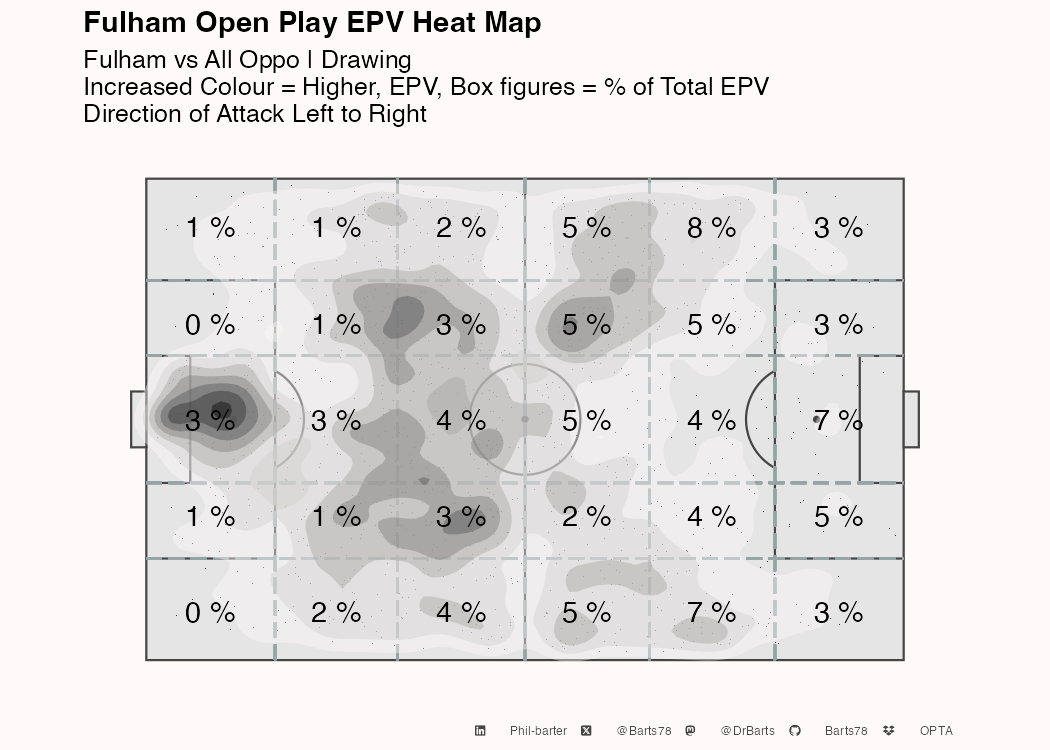 Fulham Open Play EPV Heat Map
Fulham vs All Oppo | Drawing
Increased Colour = Higher, EPV, Box figures = % of Total EPV
Direction of Attack Left to Right
1 % 1 % 2 % 5 % 8 % 3 %
0 % 1 % 3 % 5 % 5 % 3 %
3 % 3 % 4 % 5 % 4 % 7 %
1 % 1 % 3 % 2 % 4 % 5 %
0 % 2 % 4 % 5 % 7 % 3 %
Phil-barter @Barts78 @DrBarts Barts78 OPTA